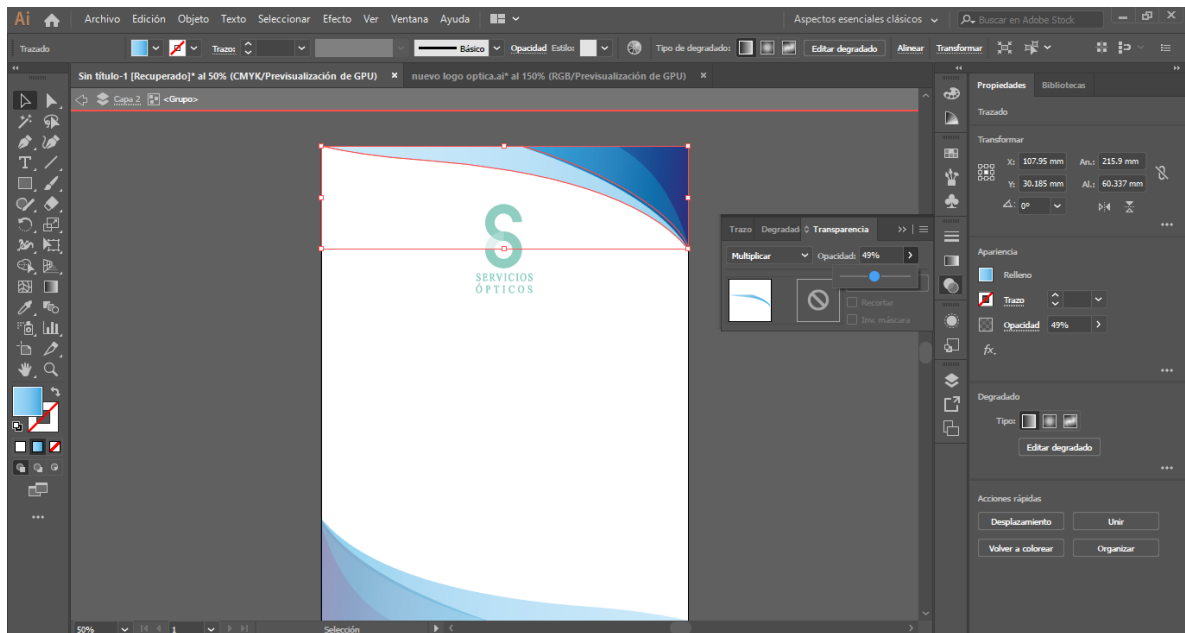 Ai Archivo Edición Objeto Texto Seleccionar Efecto Ver Ventana Ayuda Aspectos esenciales clásicos Buscar en Adobe Stock
Trazado Trazo: Básico Opacidad Estilo: Tipo de degradado: Editar degradado Alinear Transformar
Sin título-1 [Recuperado]* al 50% (CMYK/Previsualización de GPU) × nuevo logo optica.ai* al 150% (RGB/Previsualización de GPU) ×
Capa 2 <Grupo>
Propiedades Bibliotecas
Trazado
Transformar
X: 107.95 mm An.: 215.9 mm
Y: 30.185 mm Al.: 60.337 mm
0°
Apariencia
Relleno
Trazo
Opacidad 49%
fx.
Degradado
Tipo:
Editar degradado
Acciones rápidas
Desplazamiento Unir
Volver a colorear Organizar
Trazo Degradad Transparencia
Multiplicar Opacidad: 49%
Recortar
Inv. máscara
S
SERVICIOS
ÓPTICOS
50% 1 Selección